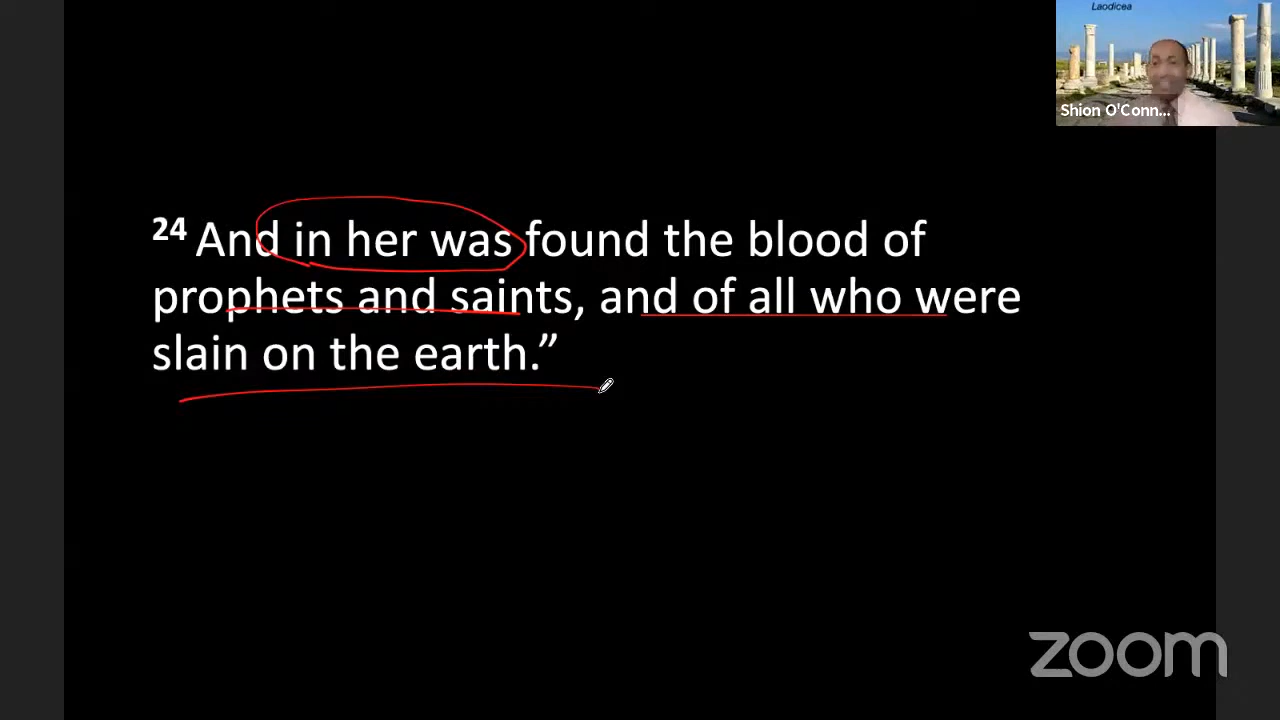 Laodicea
Shion O'Conn...
24 And in her was found the blood of
prophets and saints, and of all who were
slain on the earth.”
zoom